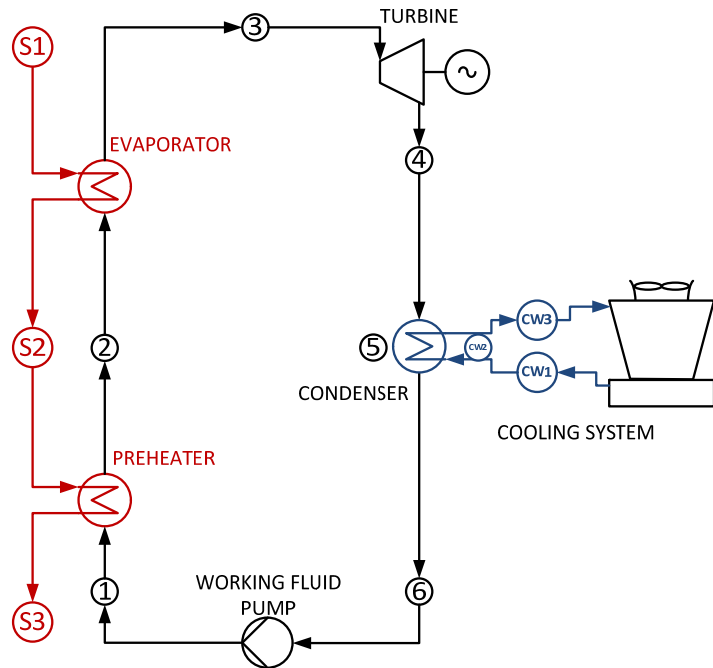 TURBINE
S1
3
EVAPORATOR
4
S2
2
5
CW3
CW2
CW1
CONDENSER
COOLING SYSTEM
PREHEATER
1
WORKING FLUID
PUMP
6
S3